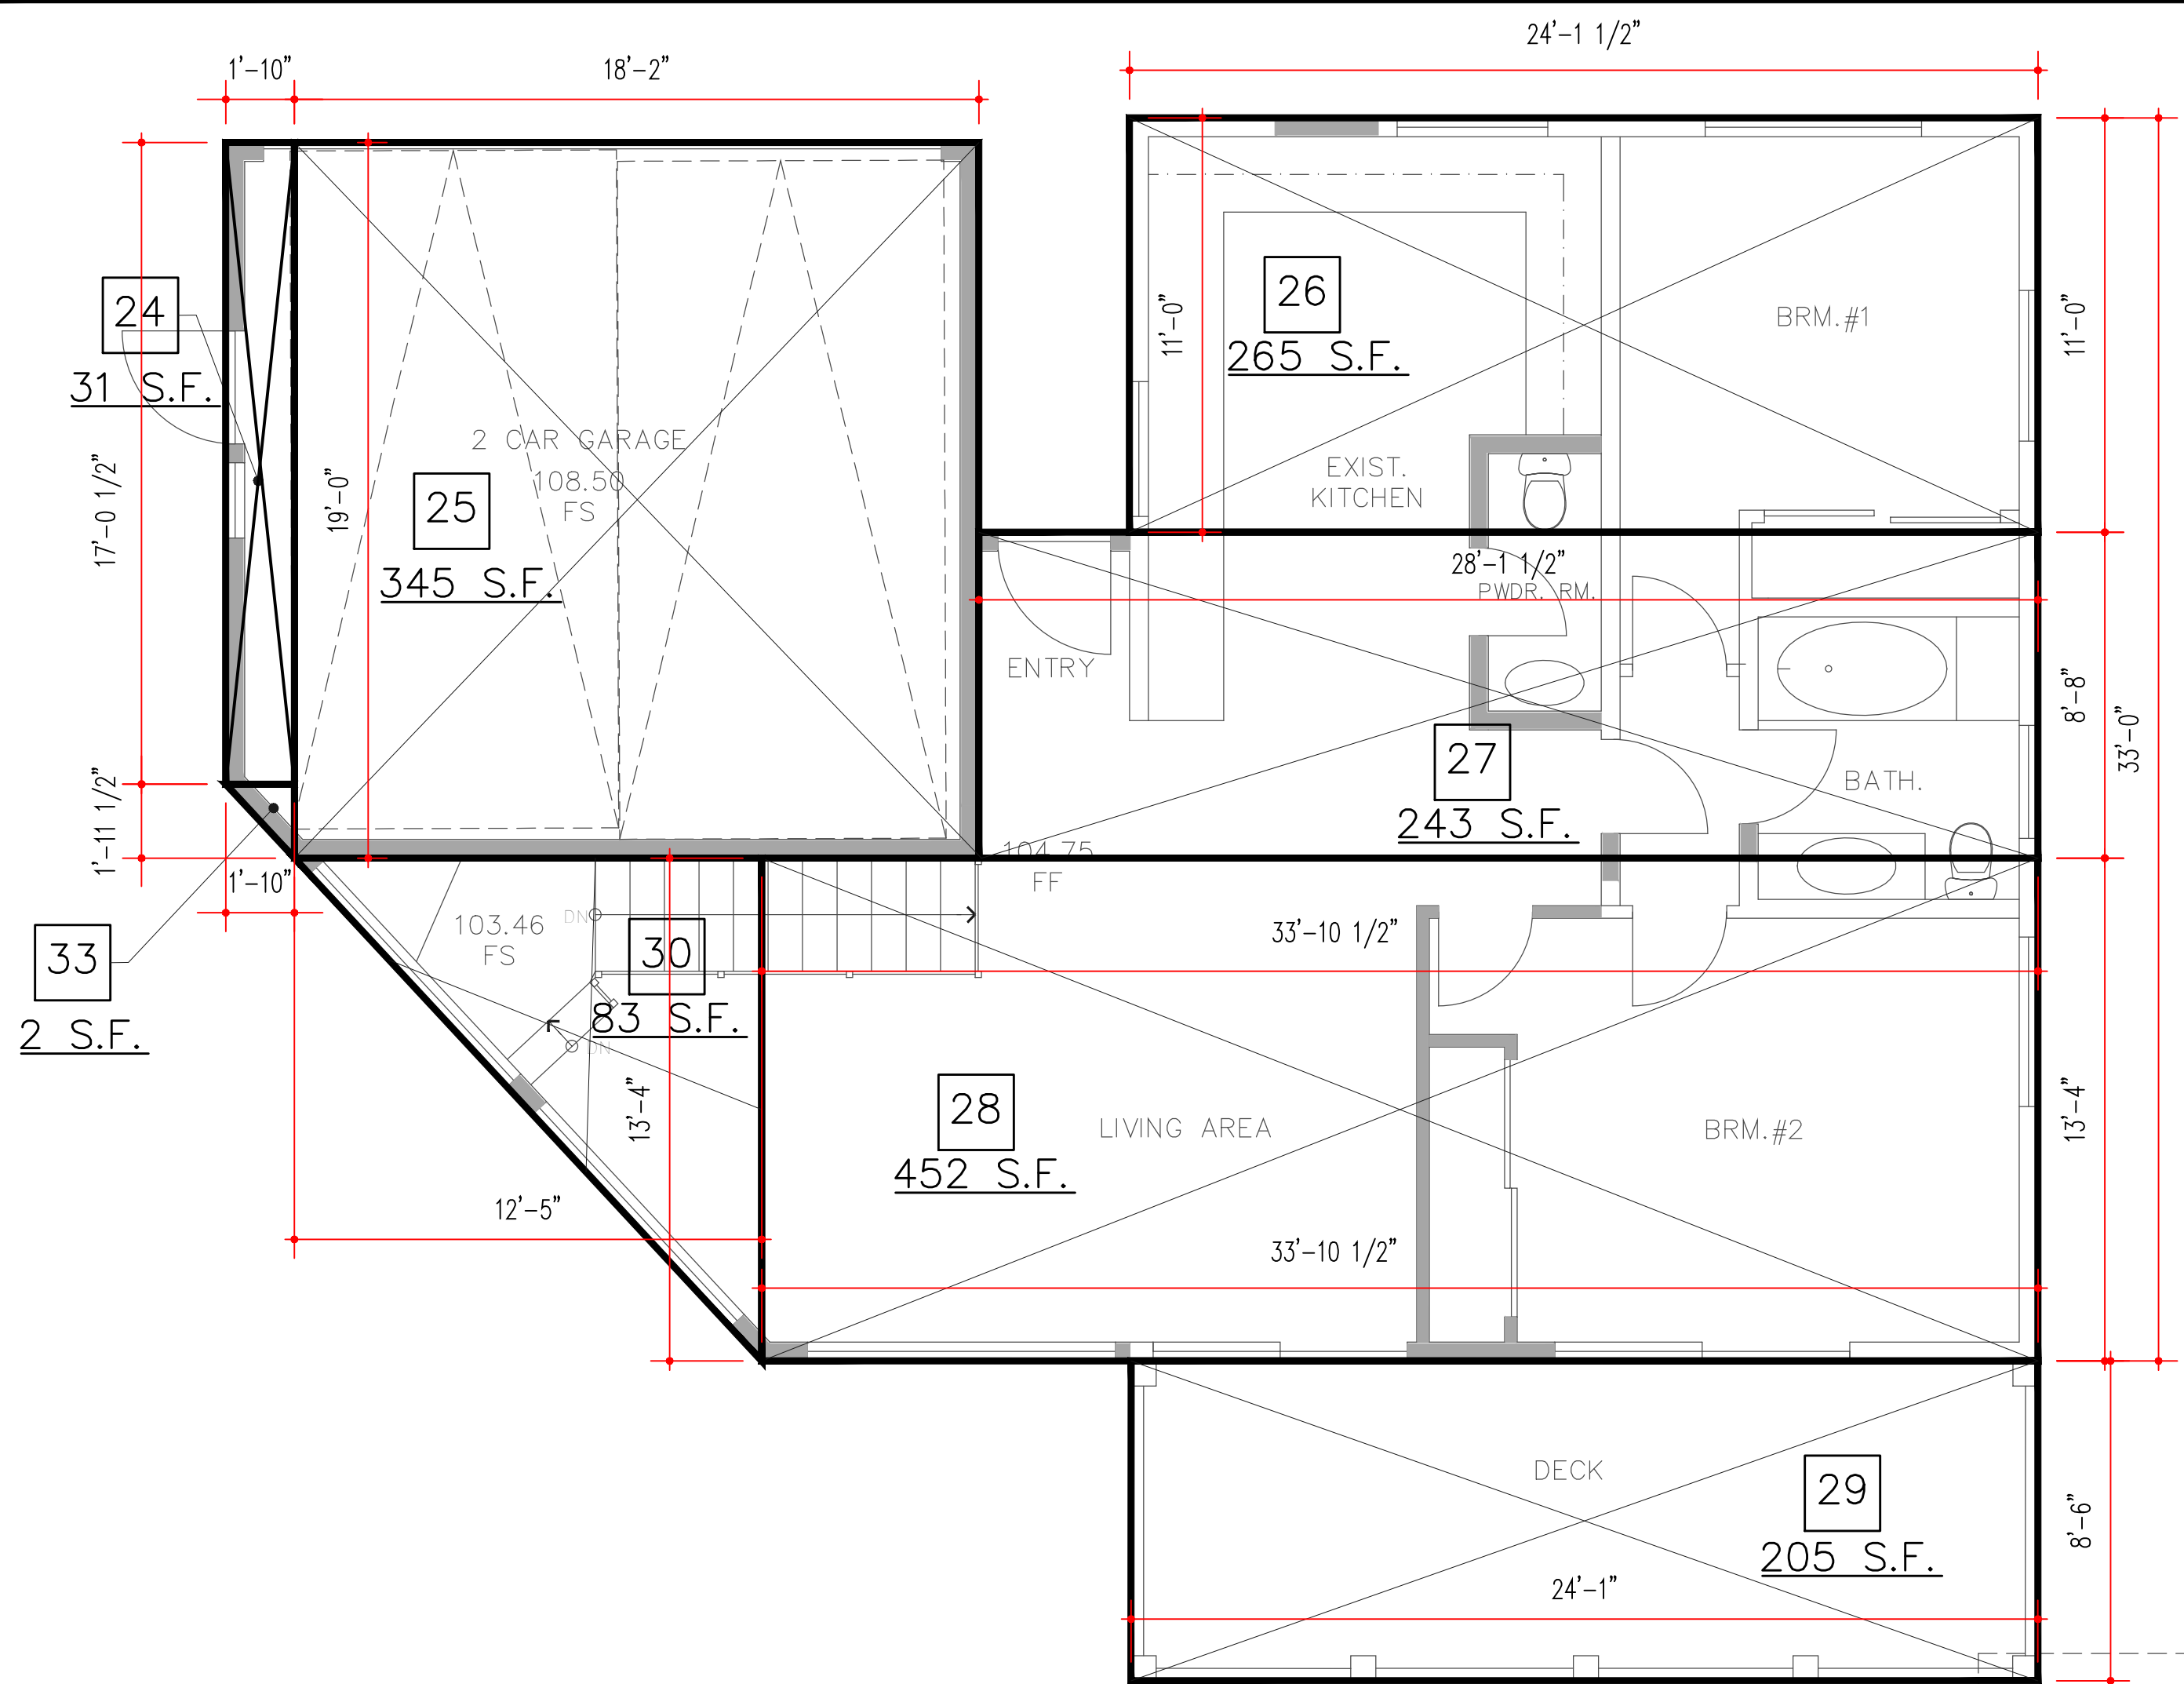 24'-1 1/2"
1'-10"
18'-2"
24
31 S.F.
17'-0 1/2"
19'-0"
2 CAR GARAGE
108.50
FS
25
345 S.F.
11'-0"
26
265 S.F.
BRM.#1
11'-0"
EXIST.
KITCHEN
28'-1 1/2"
PWDR. RM.
ENTRY
8'-8"
33'-0"
27
243 S.F.
BATH.
1'-11 1/2"
1'-10"
104.75
FF
33
2 S.F.
103.46
FS
DN
30
83 S.F.
DN
33'-10 1/2"
13'-4"
12'-5"
28
452 S.F.
LIVING AREA
BRM.#2
13'-4"
33'-10 1/2"
DECK
29
205 S.F.
24'-1"
8'-6"